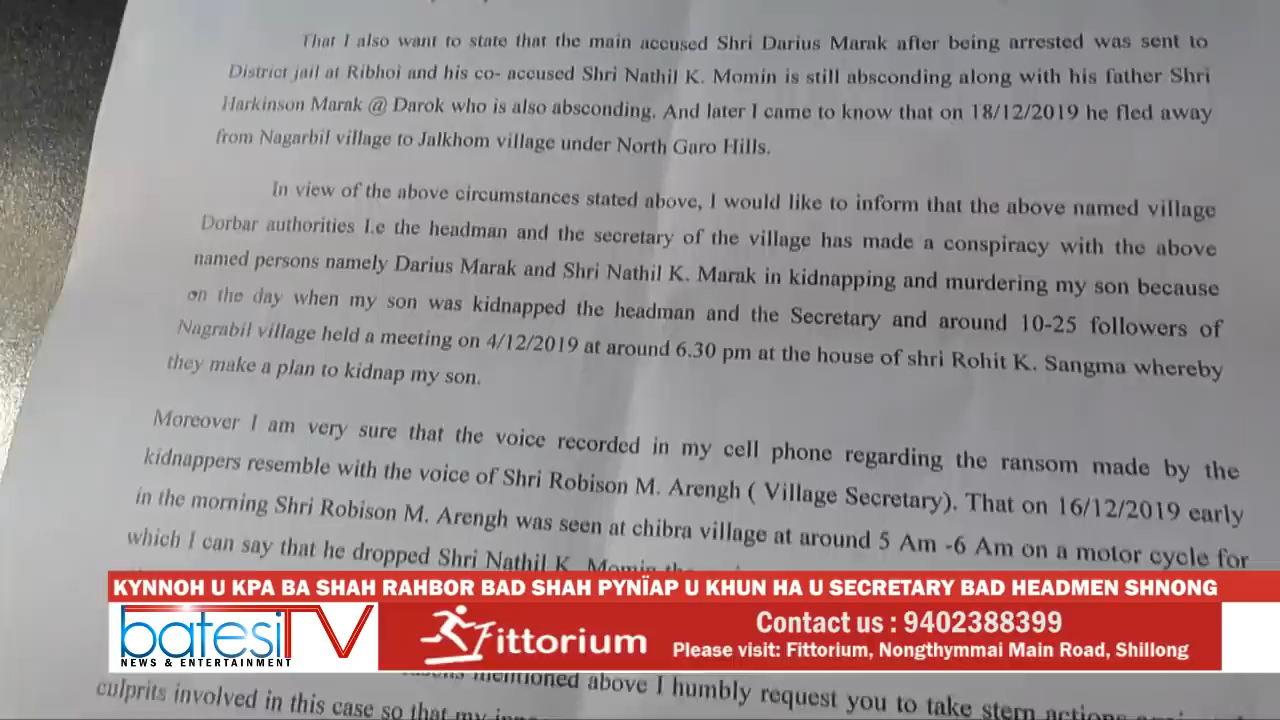 That I also want to state that the main accused Shri Darius Marak after being arrested was sent to
District jail at Ribhoi and his co- accused Shri Nathil K. Momin is still absconding along with his father Shri
Harkinson Marak @ Darok who is also absconding. And later I came to know that on 18/12/2019 he fled away
from Nagarbil village to Jalkhom village under North Garo Hills.
In view of the above circumstances stated above, I would like to inform that the above named village
Dorbar authorities I.e the headman and the secretary of the village has made a conspiracy with the above
named persons namely Darius Marak and Shri Nathil K. Marak in kidnapping and murdering my son because
on the day when my son was kidnapped the headman and the Secretary and around 10-25 followers of
Nagrabil village held a meeting on 4/12/2019 at around 6.30 pm at the house of shri Rohit K. Sangma whereby
they make a plan to kidnap my son.
Moreover I am very sure that the voice recorded in my cell phone regarding the ransom made by the
kidnappers resemble with the voice of Shri Robison M. Arengh ( Village Secretary). That on 16/12/2019 early
in the morning Shri Robison M. Arengh was seen at chibra village at around 5 Am -6 Am on a motor cycle for
which I can say that he dropped Shri Nathil K. Momin
KYNNOH U KPA BA SHAH RAHBOR BAD SHAH PYNÏAP U KHUN HA U SECRETARY BAD HEADMEN SHNONG
batesi TV
NEWS & ENTERTAINMENT
Fittorium
Contact us : 9402388399
Please visit: Fittorium, Nongthymmai Main Road, Shillong
mentioned above I humbly request you to take stern actions
culprits involved in this case so that my